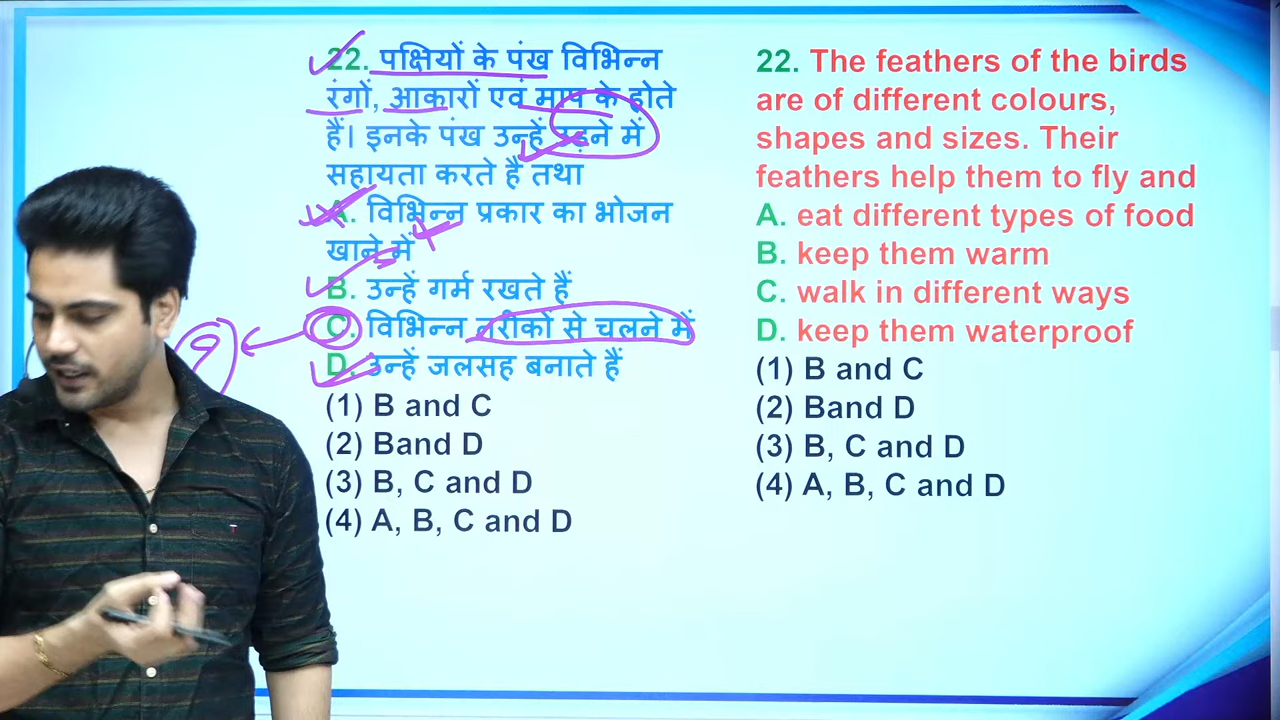 22. पक्षियों के पंख विभिन्न
रंगों, आकारों एवं माप के होते
हैं। इनके पंख उन्हें उड़ने में
सहायता करते हैं तथा
A. विभिन्न प्रकार का भोजन
खाने में
B. उन्हें गर्म रखते हैं
C. विभिन्न तरीकों से चलने में
D. उन्हें जलसह बनाते हैं
(1) B and C
(2) Band D
(3) B, C and D
(4) A, B, C and D
22. The feathers of the birds
are of different colours,
shapes and sizes. Their
feathers help them to fly and
A. eat different types of food
B. keep them warm
C. walk in different ways
D. keep them waterproof
(1) B and C
(2) Band D
(3) B, C and D
(4) A, B, C and D